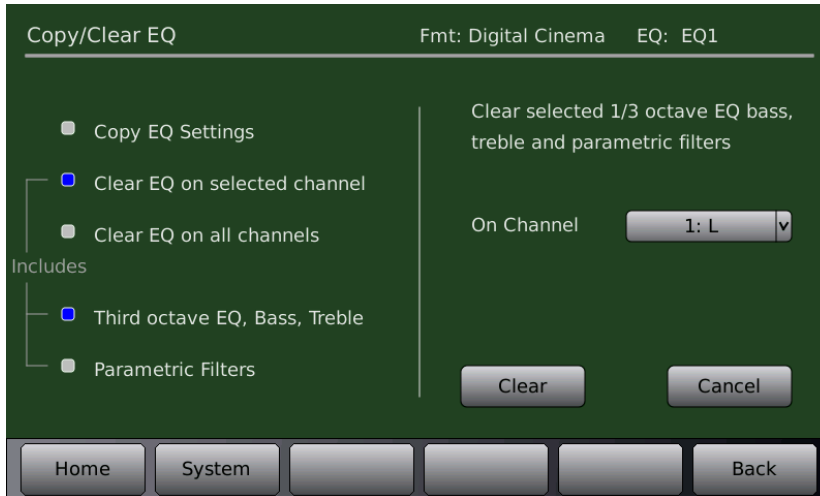 Copy/Clear EQ
Fmt: Digital Cinema EQ: EQ1
Copy EQ Settings
Clear EQ on selected channel
Clear EQ on all channels
Includes
Third octave EQ, Bass, Treble
Parametric Filters
Clear selected 1/3 octave EQ bass,
treble and parametric filters
On Channel 1: L
Clear Cancel
Home System Back